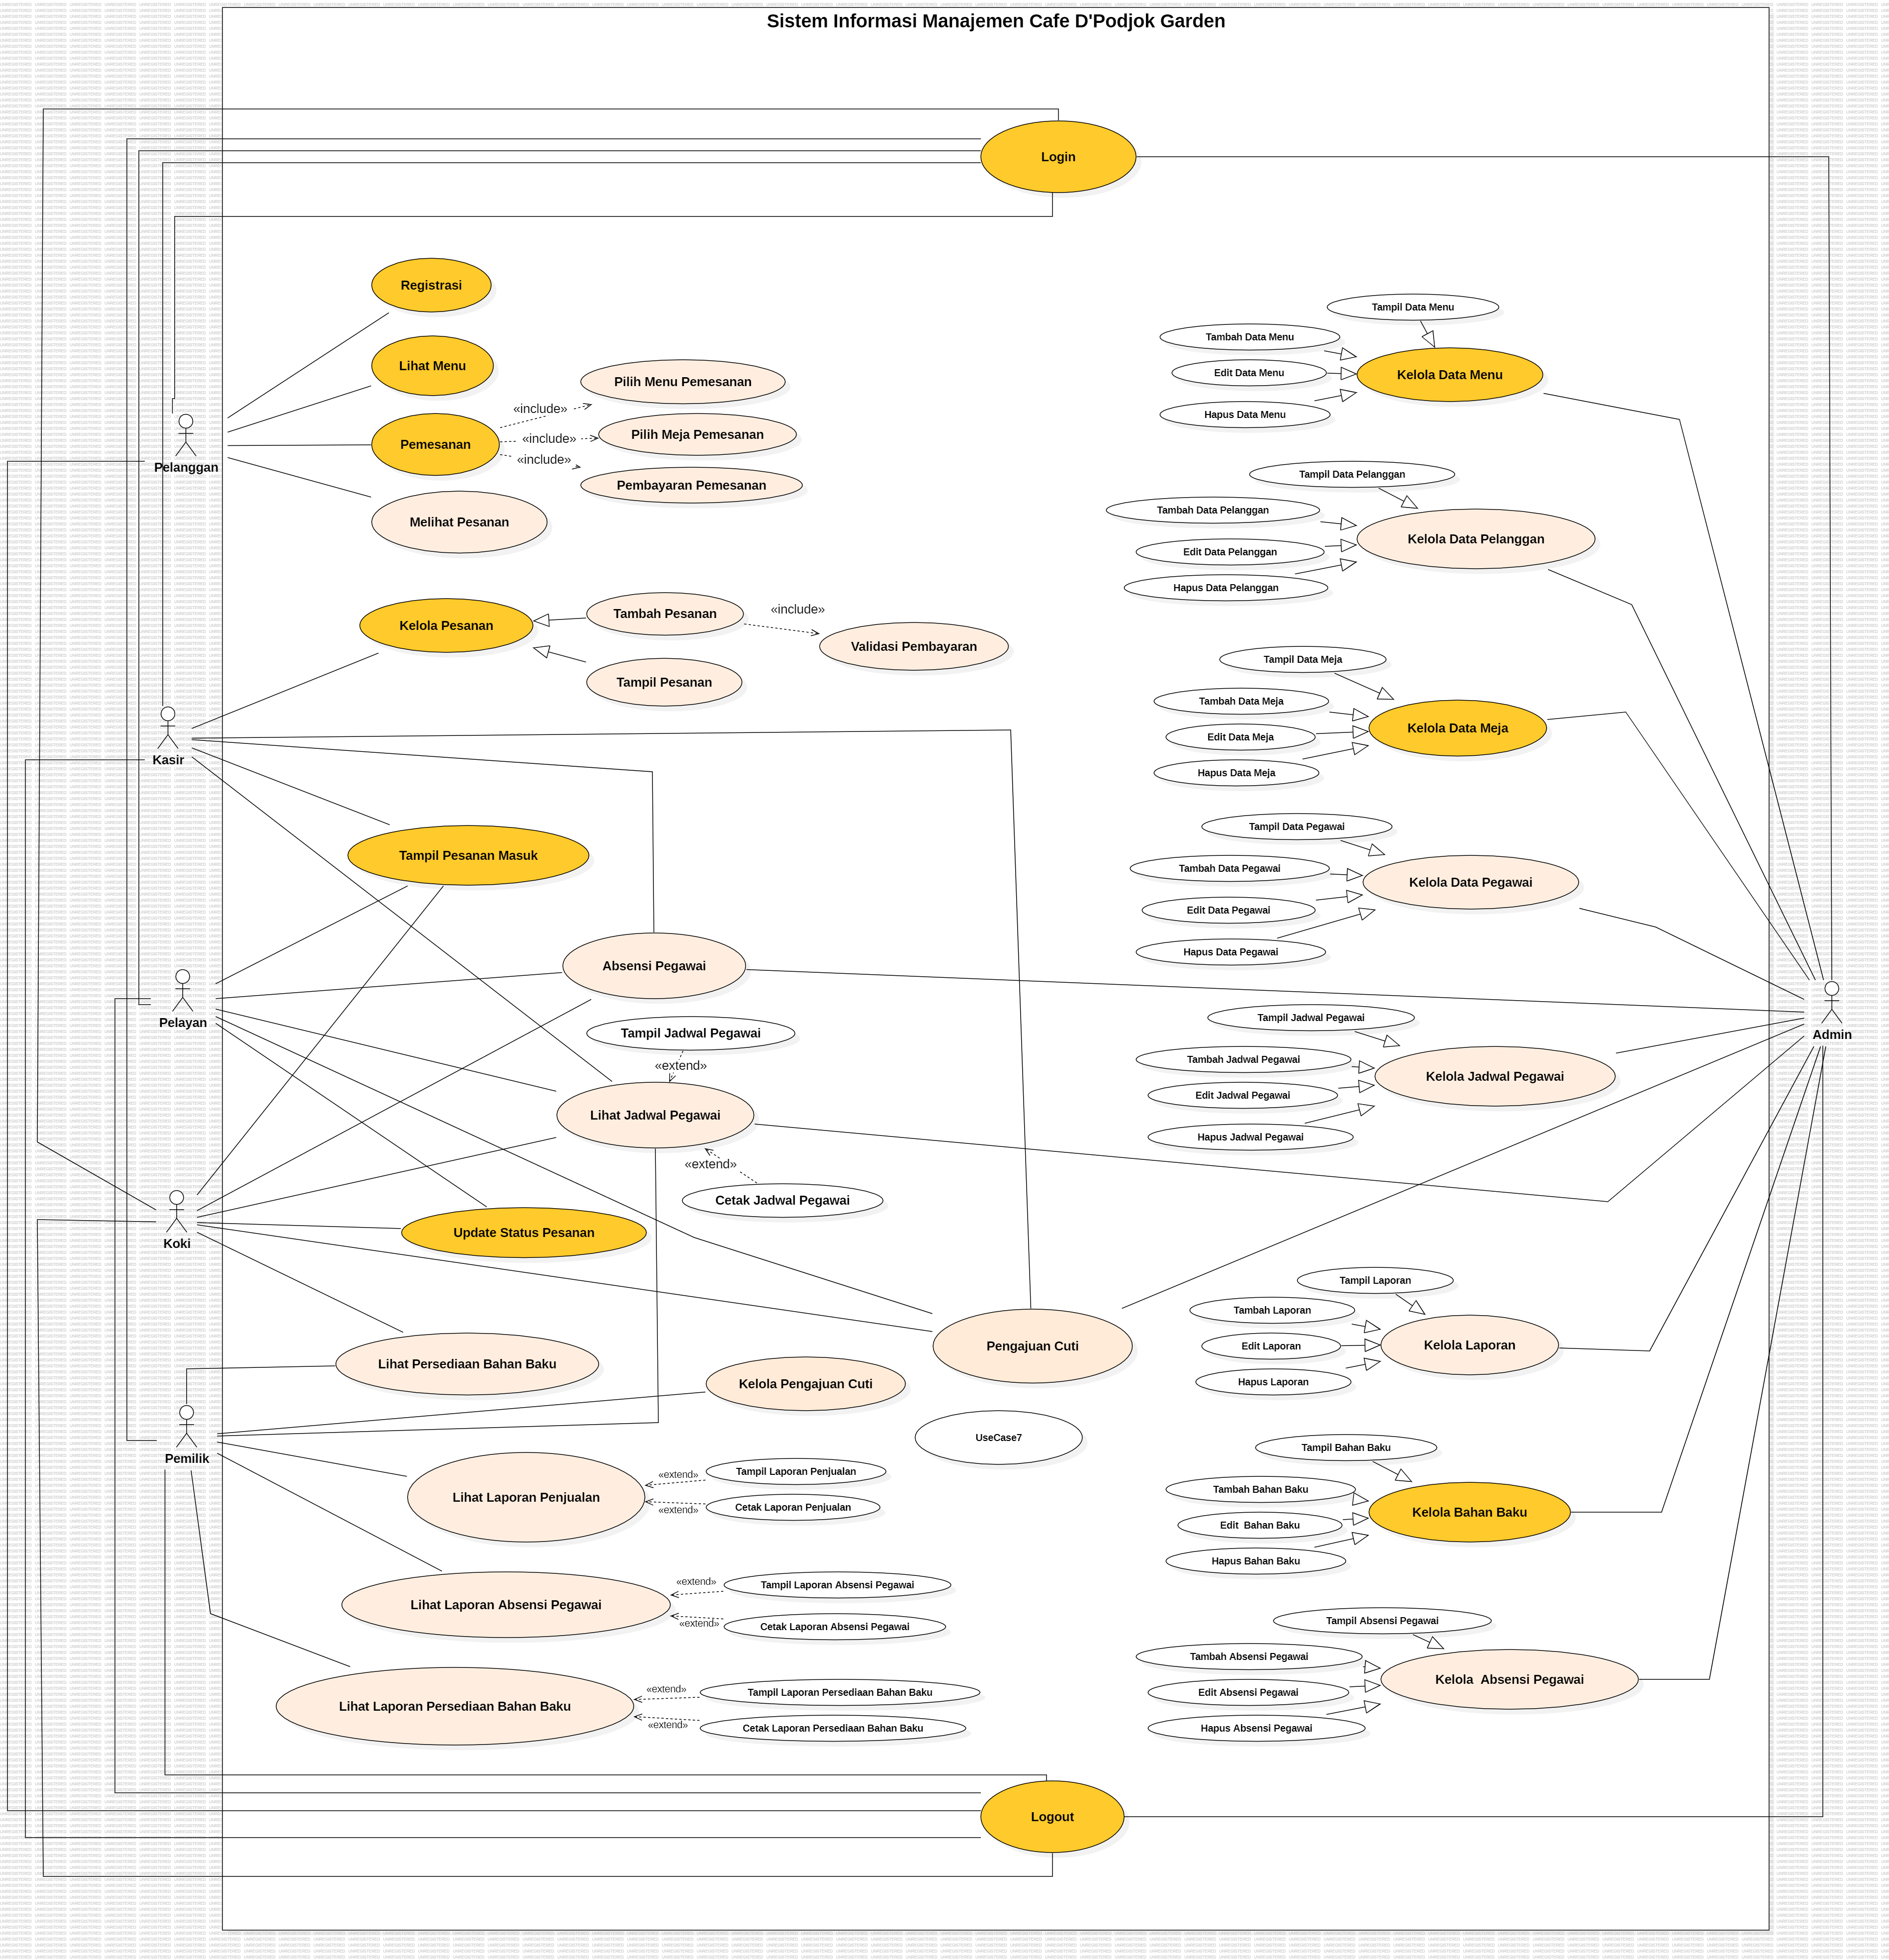 Sistem Informasi Manajemen Cafe D'Podjok Garden
Login
Registrasi
Lihat Menu
Pemesanan
Melihat Pesanan
«include»
«include»
«include»
Pilih Menu Pemesanan
Pilih Meja Pemesanan
Pembayaran Pemesanan
Pelanggan
Kelola Pesanan
Tambah Pesanan
Tampil Pesanan
«include»
Validasi Pembayaran
Kasir
Tampil Pesanan Masuk
Absensi Pegawai
Pelayan
Tampil Jadwal Pegawai
«extend»
Lihat Jadwal Pegawai
«extend»
Cetak Jadwal Pegawai
Koki
Update Status Pesanan
Pengajuan Cuti
Lihat Persediaan Bahan Baku
Kelola Pengajuan Cuti
UseCase7
Pemilik
Lihat Laporan Penjualan
«extend»
«extend»
Tampil Laporan Penjualan
Cetak Laporan Penjualan
Lihat Laporan Absensi Pegawai
«extend»
«extend»
Tampil Laporan Absensi Pegawai
Cetak Laporan Absensi Pegawai
Lihat Laporan Persediaan Bahan Baku
«extend»
«extend»
Tampil Laporan Persediaan Bahan Baku
Cetak Laporan Persediaan Bahan Baku
Logout
Tampil Data Menu
Tambah Data Menu
Edit Data Menu
Hapus Data Menu
Kelola Data Menu
Tampil Data Pelanggan
Tambah Data Pelanggan
Edit Data Pelanggan
Hapus Data Pelanggan
Kelola Data Pelanggan
Tampil Data Meja
Tambah Data Meja
Edit Data Meja
Hapus Data Meja
Kelola Data Meja
Tampil Data Pegawai
Tambah Data Pegawai
Edit Data Pegawai
Hapus Data Pegawai
Kelola Data Pegawai
Admin
Tampil Jadwal Pegawai
Tambah Jadwal Pegawai
Edit Jadwal Pegawai
Hapus Jadwal Pegawai
Kelola Jadwal Pegawai
Tampil Laporan
Tambah Laporan
Edit Laporan
Hapus Laporan
Kelola Laporan
Tampil Bahan Baku
Tambah Bahan Baku
Edit  Bahan Baku
Hapus Bahan Baku
Kelola Bahan Baku
Tampil Absensi Pegawai
Tambah Absensi Pegawai
Edit Absensi Pegawai
Hapus Absensi Pegawai
Kelola  Absensi Pegawai